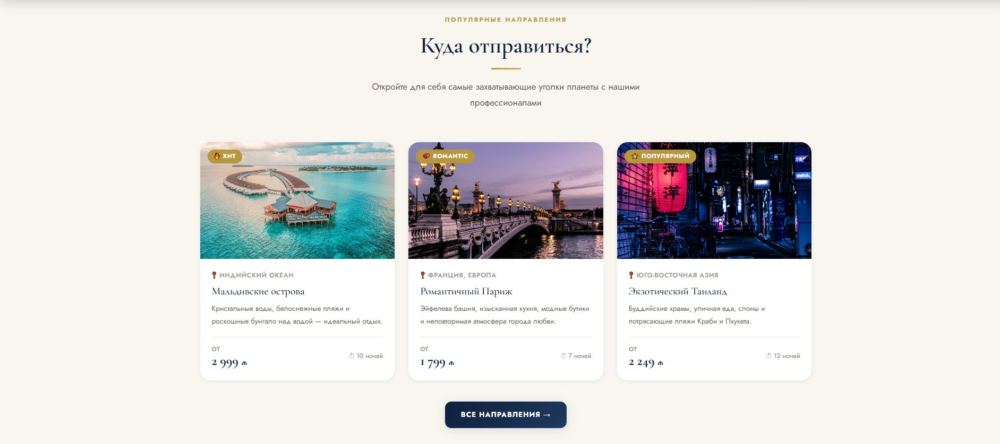 ПОПУЛЯРНЫЕ НАПРАВЛЕНИЯ
Куда отправиться?
Откройте для себя самые захватывающие уголки планеты с нашими
профессионалами
🔥 ХИТ
💕 ROMANTIC
⭐ ПОПУЛЯРНЫЙ
萍
萍
📍 ИНДИЙСКИЙ ОКЕАН
Мальдивские острова
Кристальные воды, белоснежные пляжи и
роскошные бунгало над водой — идеальный отдых.
ОТ
2 999 ₼
⏱ 10 ночей
📍 ФРАНЦИЯ, ЕВРОПА
Романтичный Париж
Эйфелева башня, изысканная кухня, модные бутики
и неповторимая атмосфера города любви.
ОТ
1 799 ₼
⏱ 7 ночей
📍 ЮГО-ВОСТОЧНАЯ АЗИЯ
Экзотический Таиланд
Буддийские храмы, уличная еда, слоны и
потрясающие пляжи Краби и Пхукета.
ОТ
2 249 ₼
⏱ 12 ночей
ВСЕ НАПРАВЛЕНИЯ →